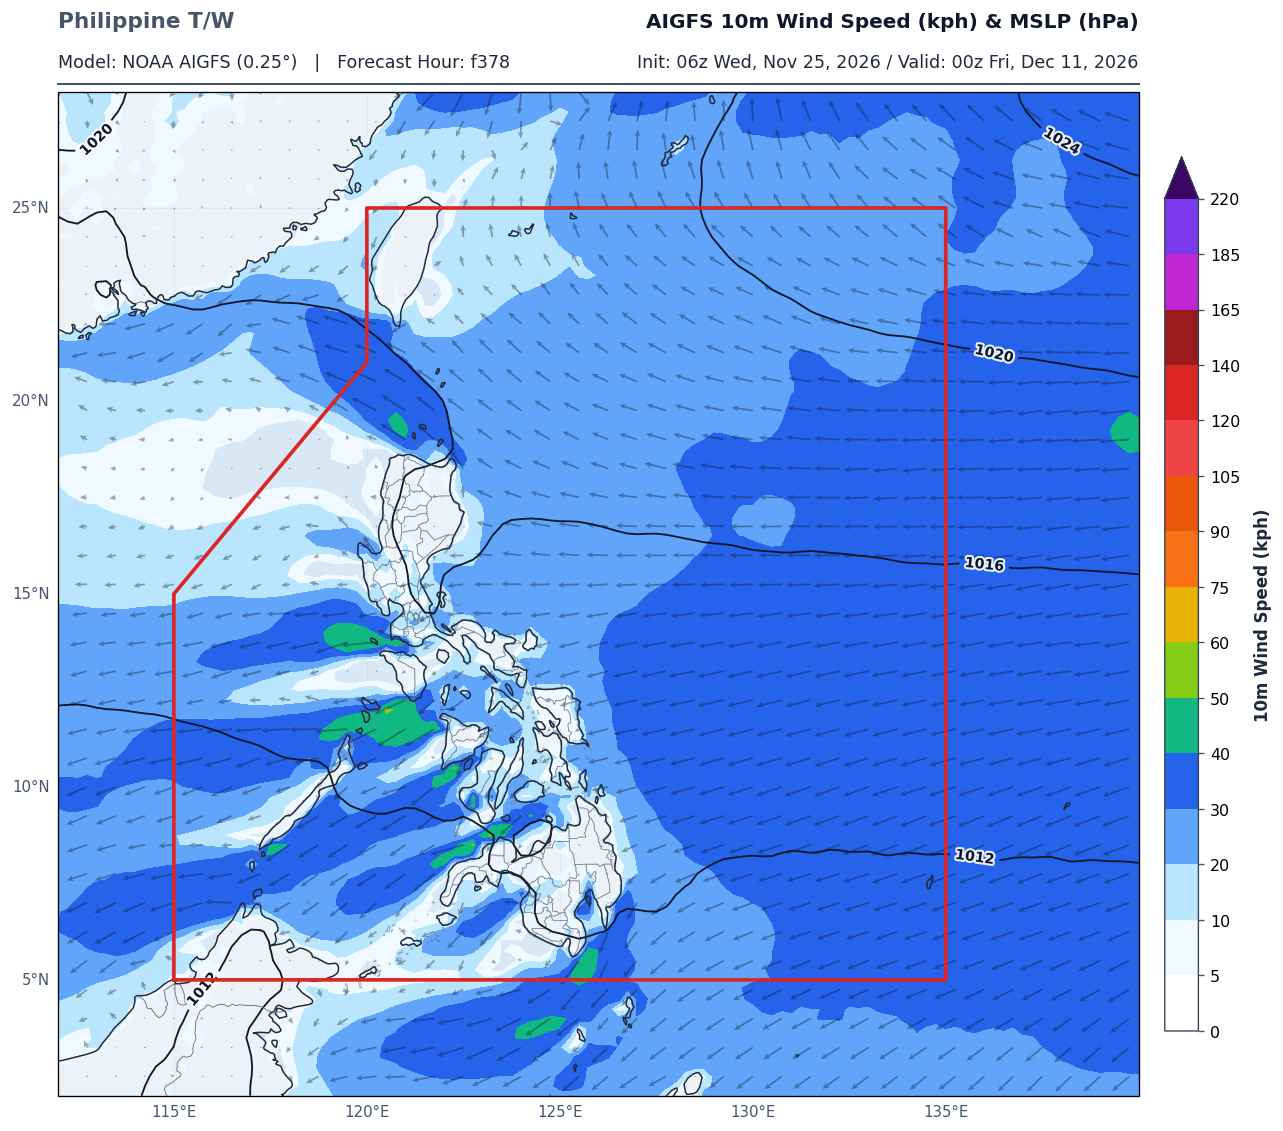 Philippine T/W
AIGFS 10m Wind Speed (kph) & MSLP (hPa)
Model: NOAA AIGFS (0.25°)   |   Forecast Hour: f378
Init: 06z Wed, Nov 25, 2026 / Valid: 00z Fri, Dec 11, 2026
1020
1024
1020
1016
1012
1012
25°N
20°N
15°N
10°N
5°N
115°E
120°E
125°E
130°E
135°E
220
185
165
140
120
105
90
75
60
50
40
30
20
10
5
0
10m Wind Speed (kph)